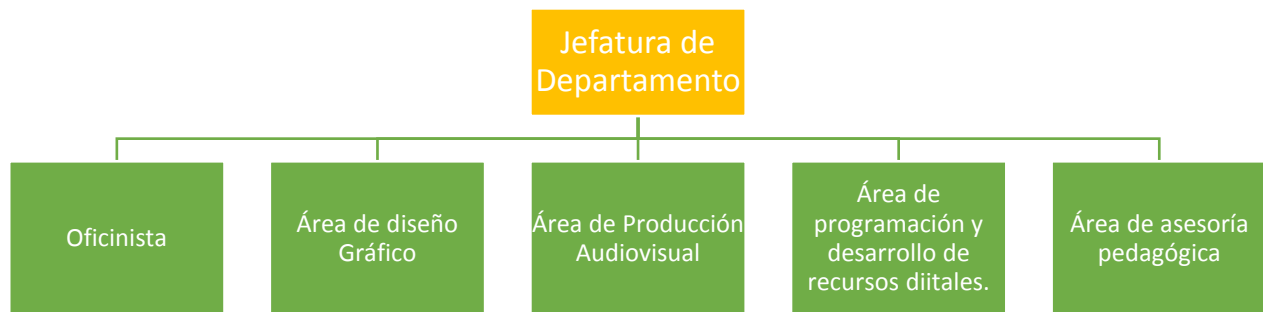 Jefatura de
Departamento
Oficinista
Área de diseño
Gráfico
Área de Producción
Audiovisual
Área de
programación y
desarrollo de
recursos diitales.
Área de asesoría
pedagógica